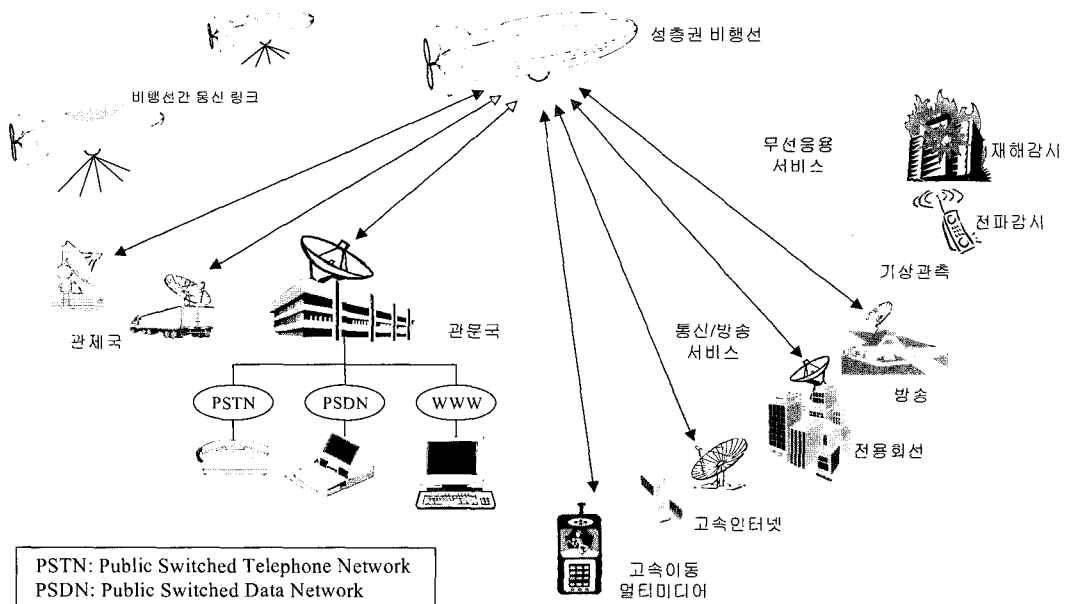 성층권 비행선
비행선간 통신 링크
무선응용
서비스
재해감시
전파감시
기상관측
관제국
관문국
통신/방송
서비스
방송
PSTN
PSDN
WWW
전용회선
고속인터넷
고속이동
멀티미디어
PSTN: Public Switched Telephone Network
PSDN: Public Switched Data Network